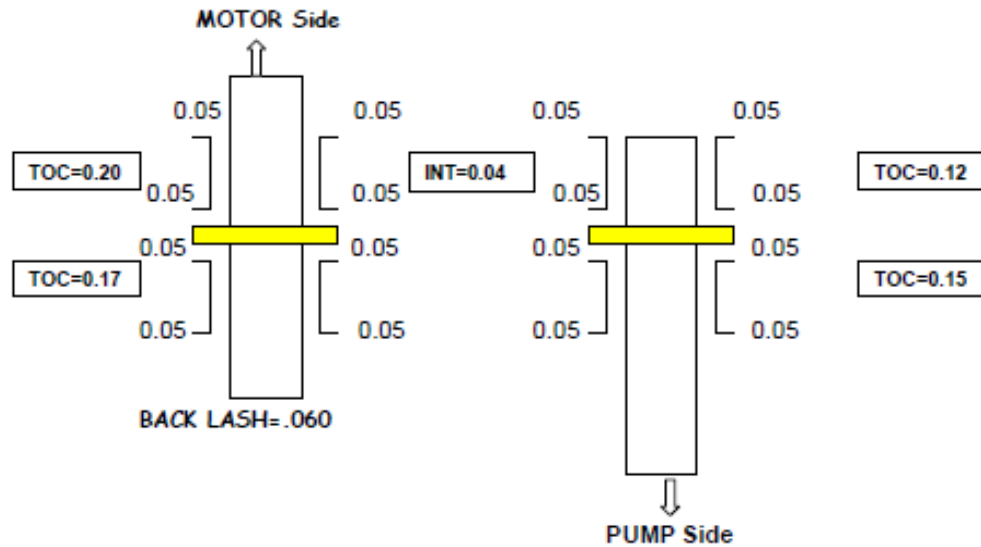 MOTOR Side
0.05 0.05 0.05 0.05
TOC=0.20 INT=0.04 TOC=0.12
0.05 0.05 0.05 0.05
0.05 0.05 0.05 0.05
TOC=0.17 TOC=0.15
0.05 0.05 0.05 0.05
BACK LASH=.060
PUMP Side